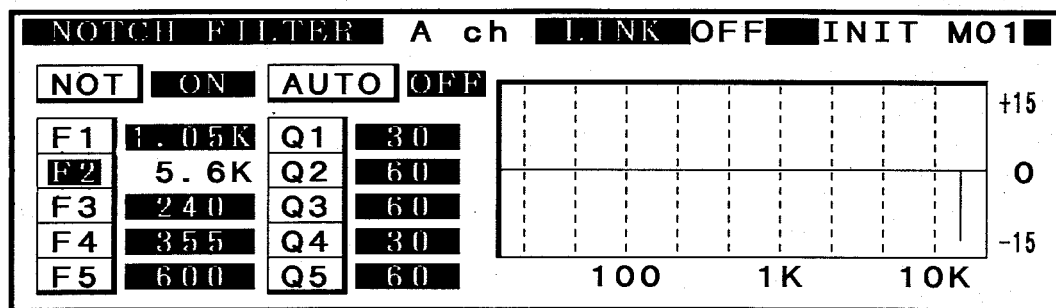 NOTCH FILTER A ch LINK OFF INIT M01
NOT ON AUTO OFF
+15
F1 1.05K Q1 30
F2 5.6K Q2 60
0
F3 240 Q3 60
F4 355 Q4 30
-15
F5 600 Q5 60
100 1K 10K